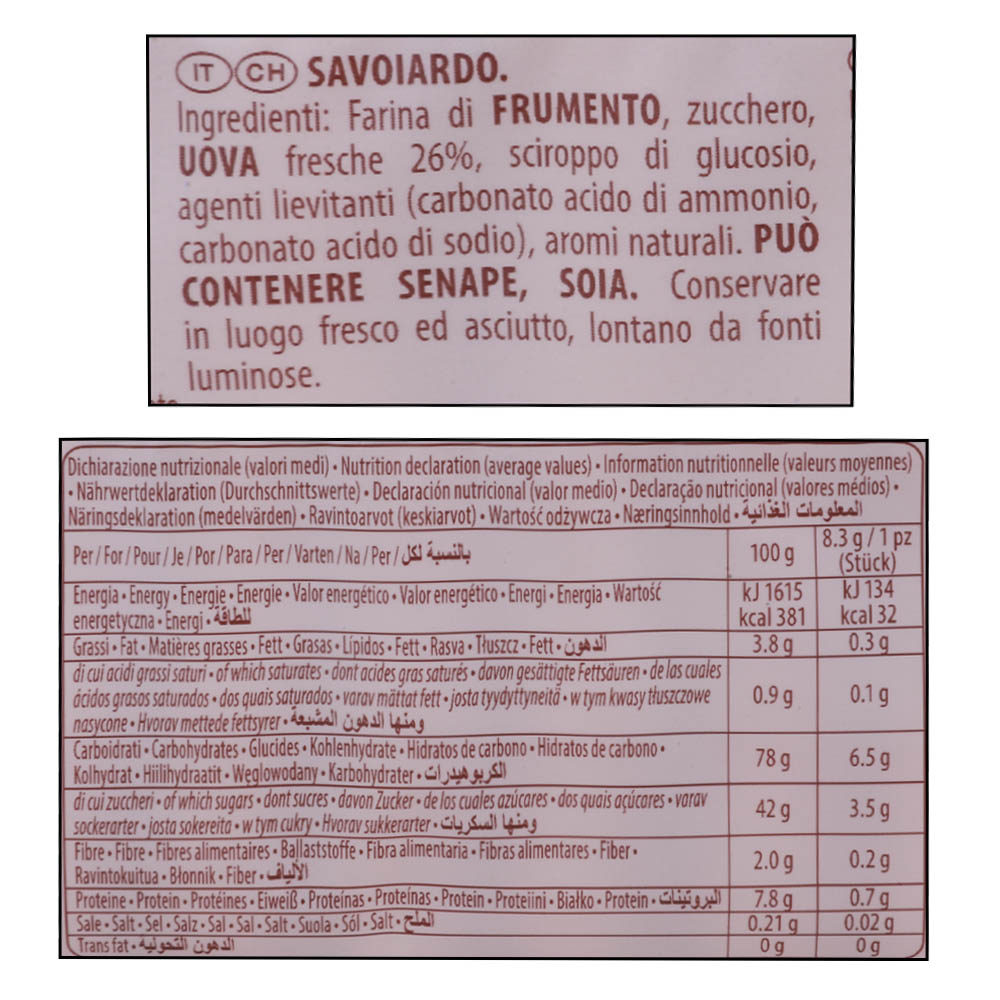 IT CH SAVOIARDO.
Ingredienti: Farina di FRUMENTO, zucchero,
UOVA fresche 26%, sciroppo di glucosio,
agenti lievitanti (carbonato acido di ammonio,
carbonato acido di sodio), aromi naturali. PUÒ
CONTENERE SENAPE, SOIA. Conservare
in luogo fresco ed asciutto, lontano da fonti
luminose.
Dichiarazione nutrizionale (valori medi) • Nutrition declaration (average values) • Information nutritionnelle (valeurs moyennes)
• Nährwertdeklaration (Durchschnittswerte) • Declaración nutricional (valor medio) • Declaração nutricional (valores médios) •
Näringsdeklaration (medelvärden) • Ravintoarvot (keskiarvot) • Wartość odżywcza • Næringsinnhold • المعلومات الغذائية
Per / For / Pour / Je / Por / Para / Per / Varten / Na / Per / بالنسبة لكل 100 g 8.3 g / 1 pz
(Stück)
Energia • Energy • Énergie • Energie • Valor energético • Valor energético • Energi • Energia • Wartość kJ 1615 kJ 134
energetyczna • Energi • للطاقة kcal 381 kcal 32
Grassi • Fat • Matières grasses • Fett • Grasas • Lípidos • Fett • Rasva • Tłuszcz • Fett • الدهون 3.8 g 0.3 g
di cui acidi grassi saturi • of which saturates • dont acides gras saturés • davon gesättigte Fettsäuren • de las cuales
ácidos grasos saturados • dos quais saturados • varav mättat fett • josta tyydyttyneitä • w tym kwasy tłuszczowe 0.9 g 0.1 g
nasycone • Hvorav mettede fettsyrer • ومنها الدهون المشبعة
Carboidrati • Carbohydrates • Glucides • Kohlenhydrate • Hidratos de carbono • Hidratos de carbono • 78 g 6.5 g
Kolhydrat • Hiilihydraatit • Węglowodany • Karbohydrater • الكربوهيدرات
di cui zuccheri • of which sugars • dont sucres • davon Zucker • de los cuales azúcares • dos quais açúcares • varav 42 g 3.5 g
sockerarter • josta sokereita • w tym cukry • Hvorav sukkerarter • ومنها السكريات
Fibre • Fibre • Fibres alimentaires • Ballaststoffe • Fibra alimentaria • Fibras alimentares • Fiber • 2.0 g 0.2 g
Ravintokuitua • Błonnik • Fiber • الألياف
Proteine • Protein • Protéines • Eiweiß • Proteínas • Proteínas • Protein • Proteiini • Białko • Protein • البروتينات 7.8 g 0.7 g
Sale • Salt • Sel • Salz • Sal • Sal • Salt • Suola • Sól • Salt • الملح 0.21 g 0.02 g
Trans fat • الدهون التحولية 0 g 0 g